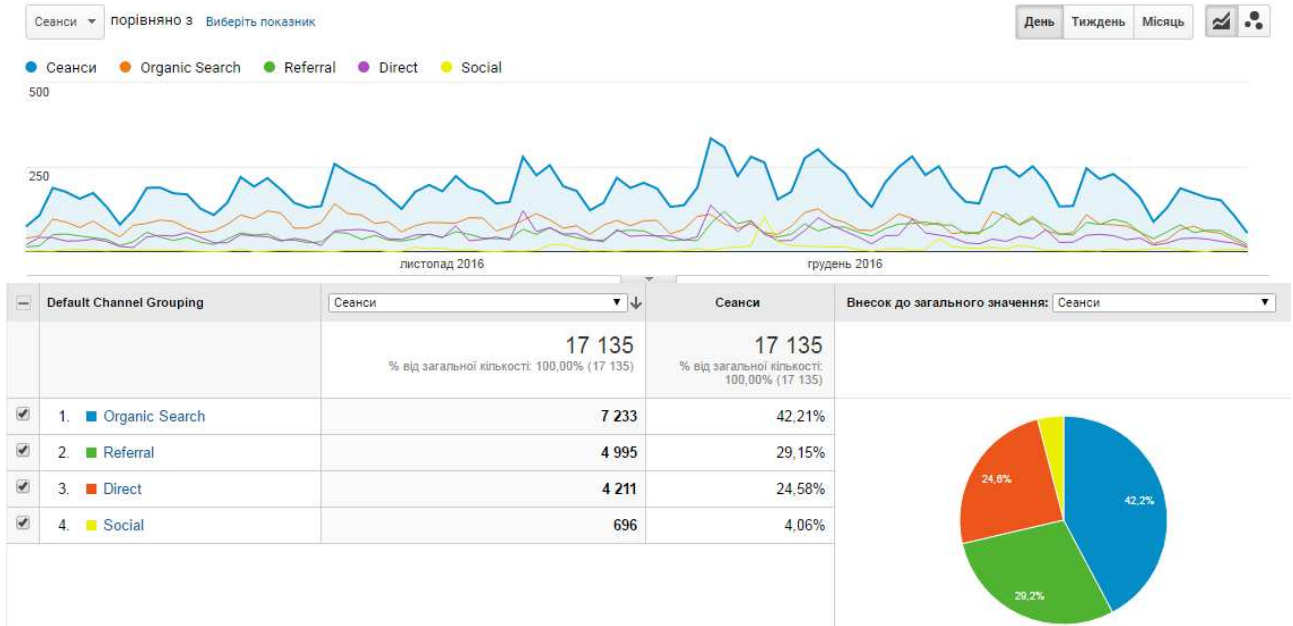 Сеанси порівняно з Виберіть показник День Тиждень Місяць
Сеанси Organic Search Referral Direct Social
500
250
листопад 2016 грудень 2016
Default Channel Grouping Сеанси Сеанси Внесок до загального значення: Сеанси
17 135 17 135
% від загальної кількості: 100,00% (17 135) % від загальної кількості:
100,00% (17 135)
1. Organic Search 7 233 42,21%
2. Referral 4 995 29,15%
3. Direct 4 211 24,58%
4. Social 696 4,06%
24,6%
42,2%
29,2%